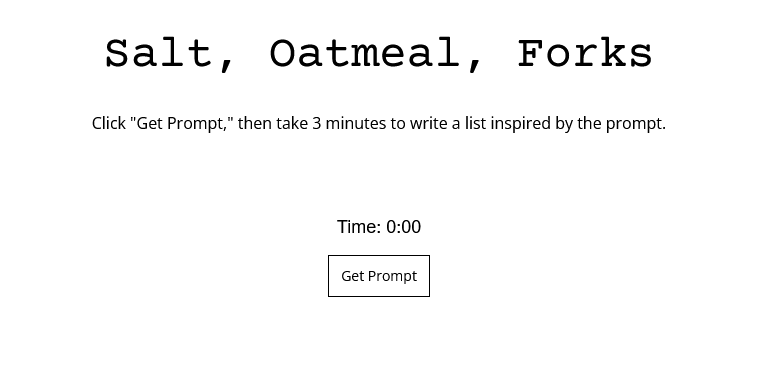 Salt, Oatmeal, Forks
Click "Get Prompt," then take 3 minutes to write a list inspired by the prompt.
Time: 0:00
Get Prompt